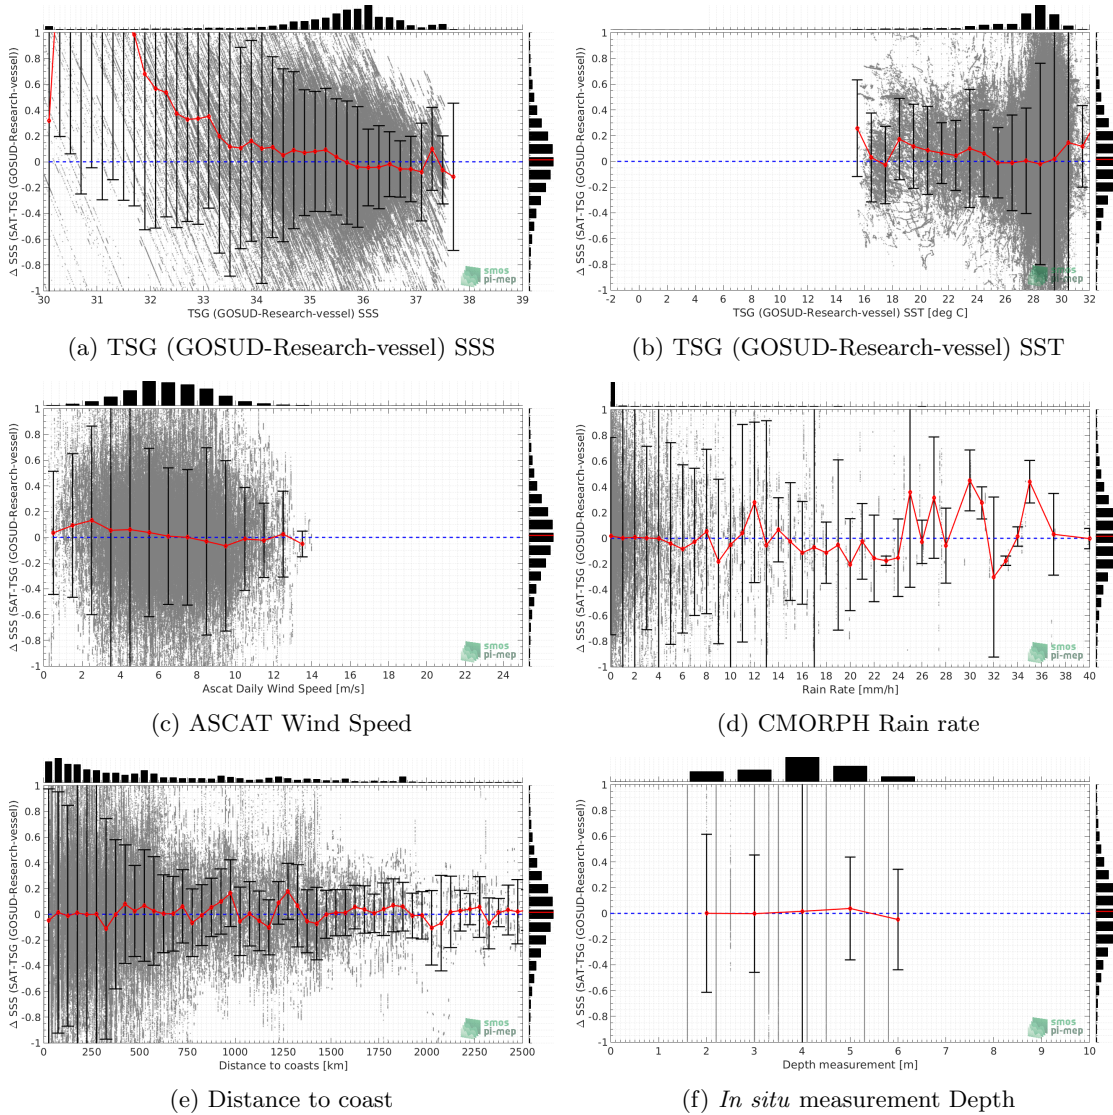 Δ SSS (SAT-TSG (GOSUD-Research-vessel))
1
0.8
0.6
0.4
0.2
0
-0.2
-0.4
-0.6
-0.8
-1
smos
pi-mep
30 31 32 33 34 35 36 37 38 39
TSG (GOSUD-Research-vessel) SSS
(a) TSG (GOSUD-Research-vessel) SSS
Δ SSS (SAT-TSG (GOSUD-Research-vessel))
1
0.8
0.6
0.4
0.2
0
-0.2
-0.4
-0.6
-0.8
-1
smos
pi-mep
-2 0 2 4 6 8 10 12 14 16 18 20 22 24 26 28 30 32
TSG (GOSUD-Research-vessel) SST [deg C]
(b) TSG (GOSUD-Research-vessel) SST
Δ SSS (SAT-TSG (GOSUD-Research-vessel))
1
0.8
0.6
0.4
0.2
0
-0.2
-0.4
-0.6
-0.8
-1
smos
pi-mep
0 2 4 6 8 10 12 14 16 18 20 22 24
Ascat Daily Wind Speed [m/s]
(c) ASCAT Wind Speed
Δ SSS (SAT-TSG (GOSUD-Research-vessel))
1
0.8
0.6
0.4
0.2
0
-0.2
-0.4
-0.6
-0.8
-1
smos
pi-mep
0 2 4 6 8 10 12 14 16 18 20 22 24 26 28 30 32 34 36 38 40
Rain Rate [mm/h]
(d) CMORPH Rain rate
Δ SSS (SAT-TSG (GOSUD-Research-vessel))
1
0.8
0.6
0.4
0.2
0
-0.2
-0.4
-0.6
-0.8
-1
smos
pi-mep
0 250 500 750 1000 1250 1500 1750 2000 2250 2500
Distance to coasts [km]
(e) Distance to coast
Δ SSS (SAT-TSG (GOSUD-Research-vessel))
1
0.8
0.6
0.4
0.2
0
-0.2
-0.4
-0.6
-0.8
-1
smos
pi-mep
0 1 2 3 4 5 6 7 8 9 10
Depth measurement [m]
(f) In situ measurement Depth